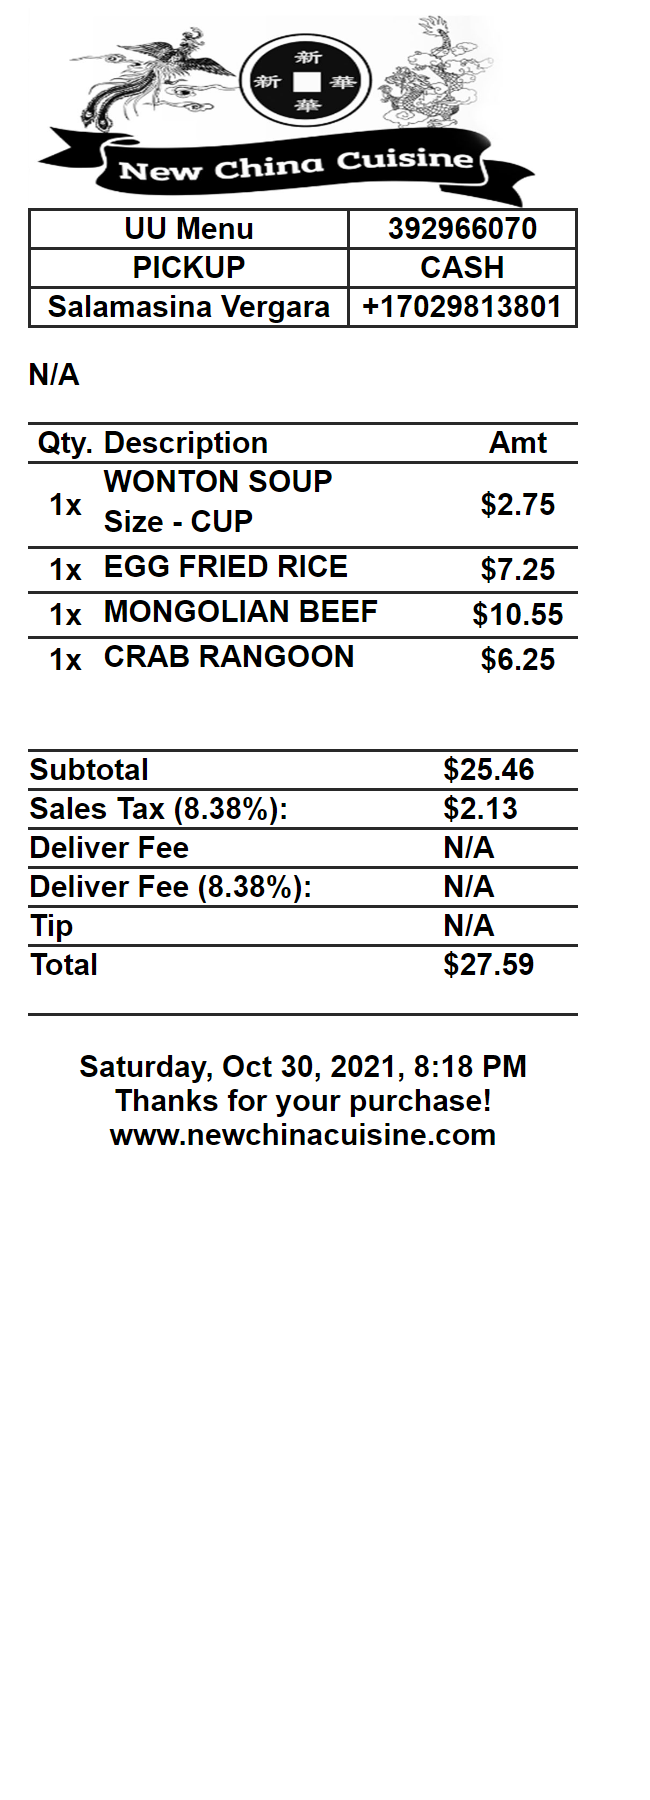 新
新 華
華
New China Cuisine
UU Menu 392966070
PICKUP CASH
Salamasina Vergara +17029813801
N/A
Qty. Description Amt
WONTON SOUP
1x $2.75
Size - CUP
1x EGG FRIED RICE $7.25
1x MONGOLIAN BEEF $10.55
1x CRAB RANGOON $6.25
Subtotal $25.46
Sales Tax (8.38%): $2.13
Deliver Fee N/A
Deliver Fee (8.38%): N/A
Tip N/A
Total $27.59
Saturday, Oct 30, 2021, 8:18 PM
Thanks for your purchase!
www.newchinacuisine.com